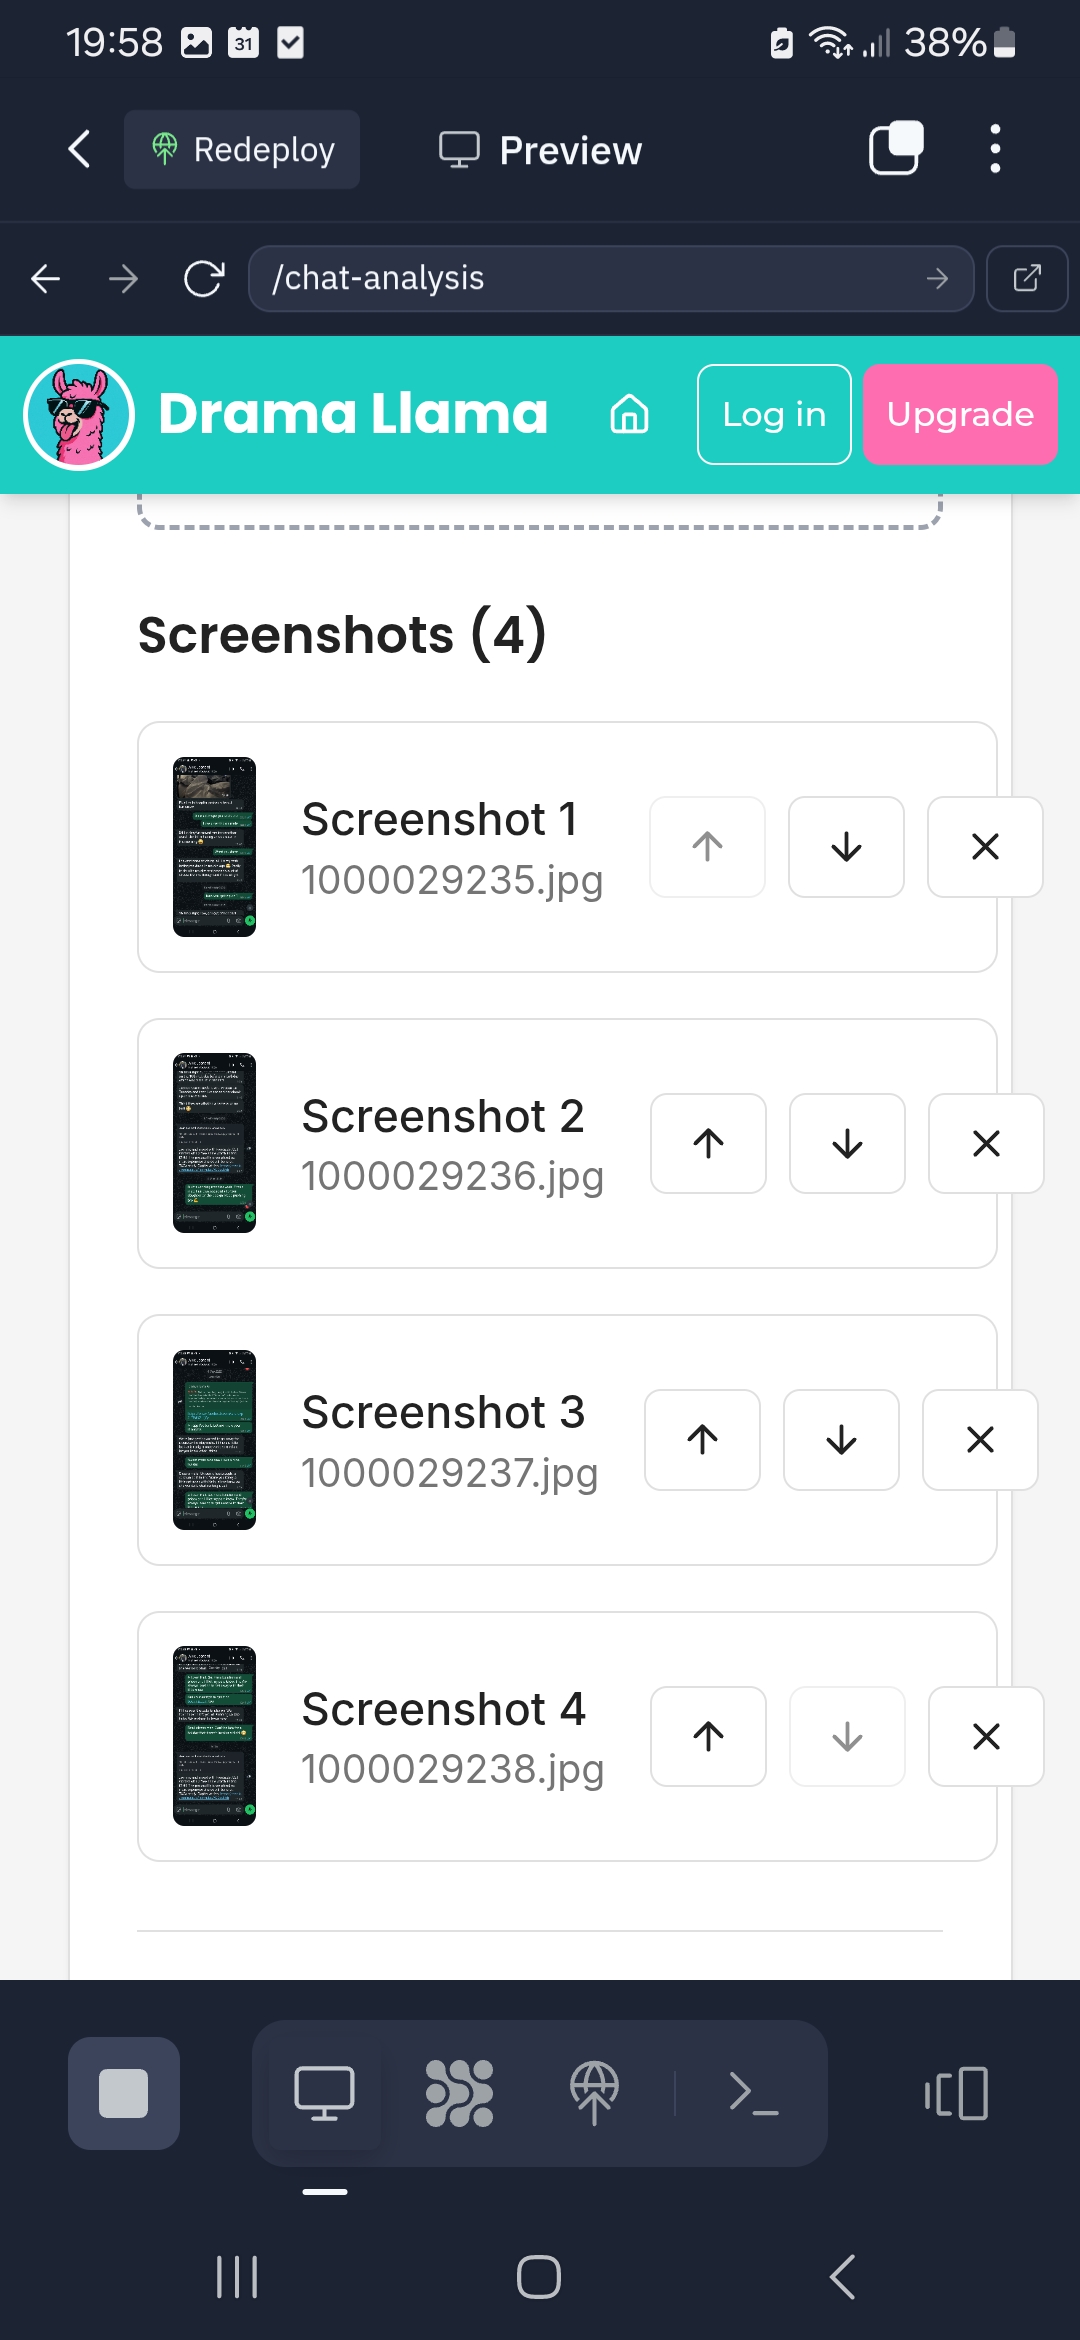 19:58
31
38%
Redeploy
Preview
/chat-analysis
Drama Llama
Log in
Upgrade
Screenshots (4)
Screenshot 1
1000029235.jpg
Screenshot 2
1000029236.jpg
Screenshot 3
1000029237.jpg
Screenshot 4
1000029238.jpg